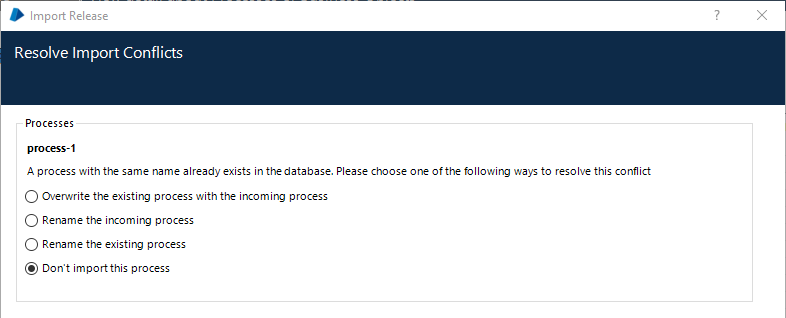 Import Release
?
Resolve Import Conflicts
Processes
process-1
A process with the same name already exists in the database. Please choose one of the following ways to resolve this conflict
Overwrite the existing process with the incoming process
Rename the incoming process
Rename the existing process
Don't import this process